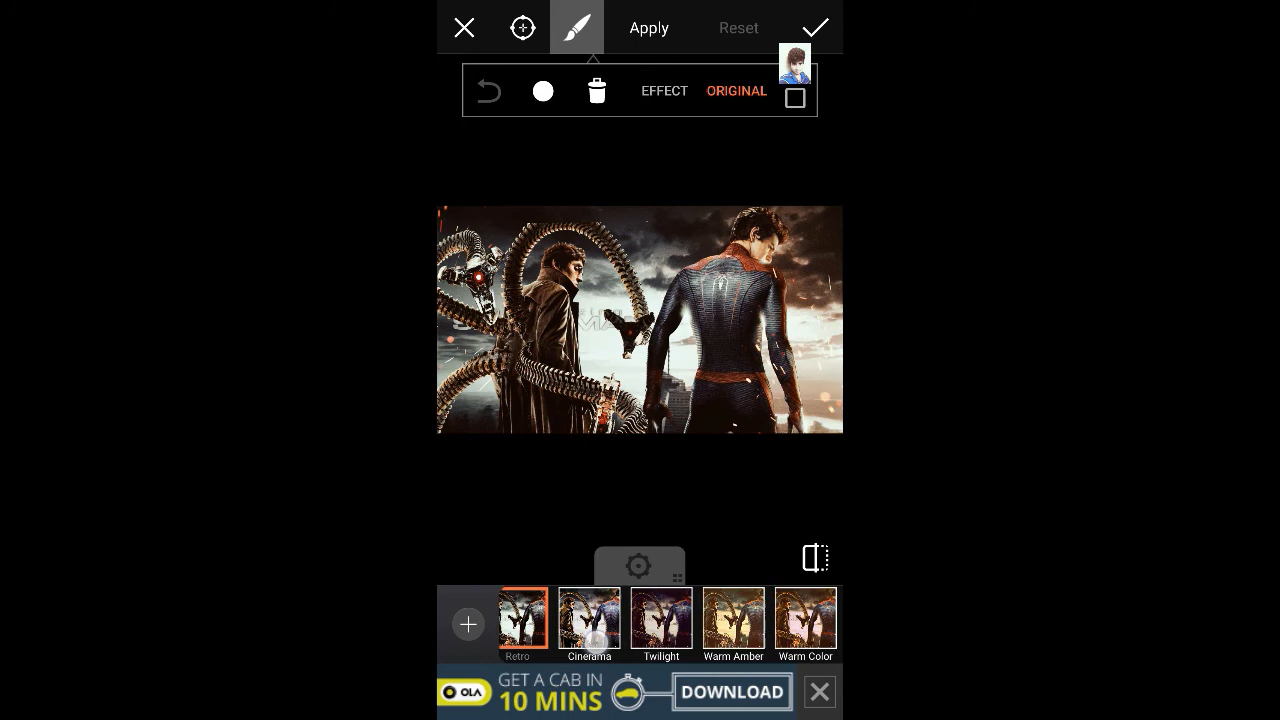 Apply
Reset
EFFECT
ORIGINAL
Retro
Cinerama
Twilight
Warm Amber
Warm Color
OLA
GET A CAB IN
10 MINS
DOWNLOAD